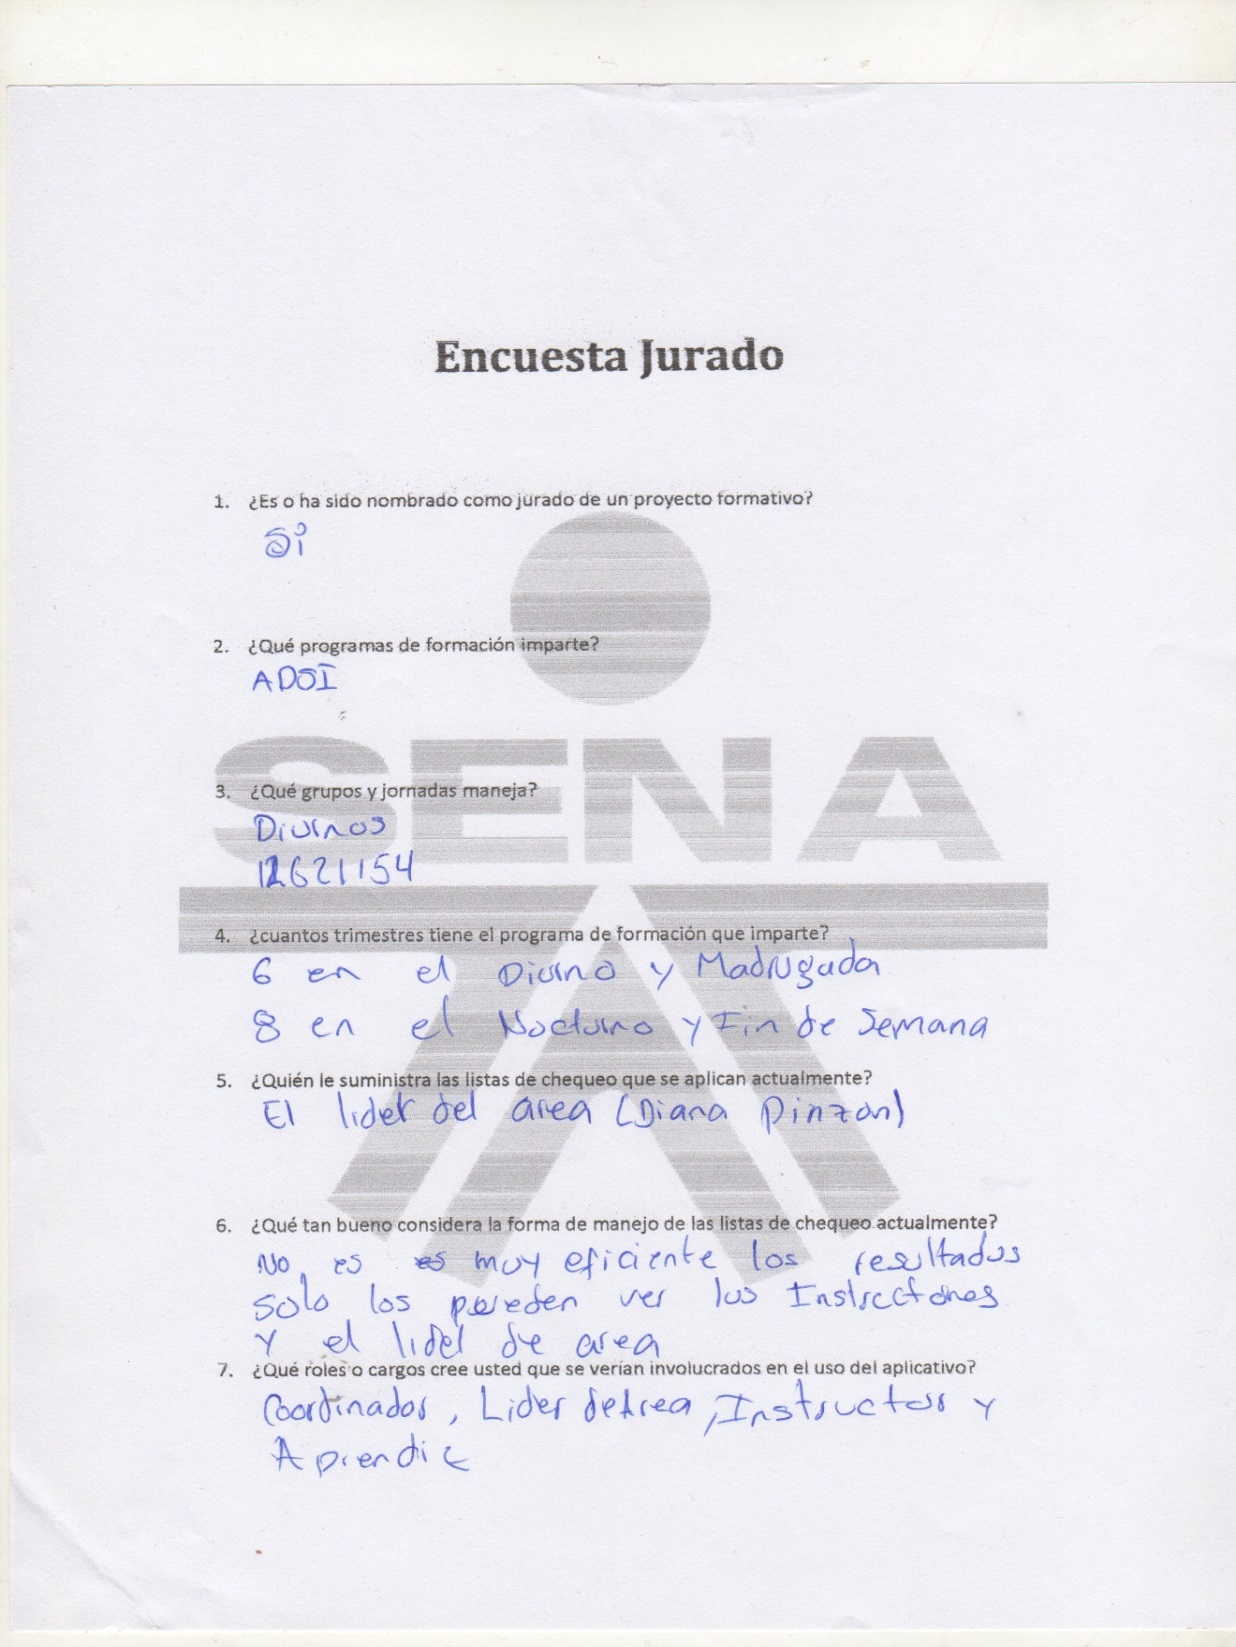 Encuesta Jurado
1. ¿Es o ha sido nombrado como jurado de un proyecto formativo?
Si
2. ¿Qué programas de formación imparte?
ADSI
SENA
3. ¿Qué grupos y jornadas maneja?
Diurnos
1621154
4. ¿cuantos trimestres tiene el programa de formación que imparte?
6 en el Diurno y Madrugada
8 en el Nocturno y Fin de Semana
5. ¿Quién le suministra las listas de chequeo que se aplican actualmente?
El lider del area (Diana Pinzon)
6. ¿Qué tan bueno considera la forma de manejo de las listas de chequeo actualmente?
No es es muy eficiente los resultados
solo los pueden ver los Instructores
y el lider de area
7. ¿Qué roles o cargos cree usted que se verían involucrados en el uso del aplicativo?
Coordinador, Lider de Area, Instructor y
Aprendiz